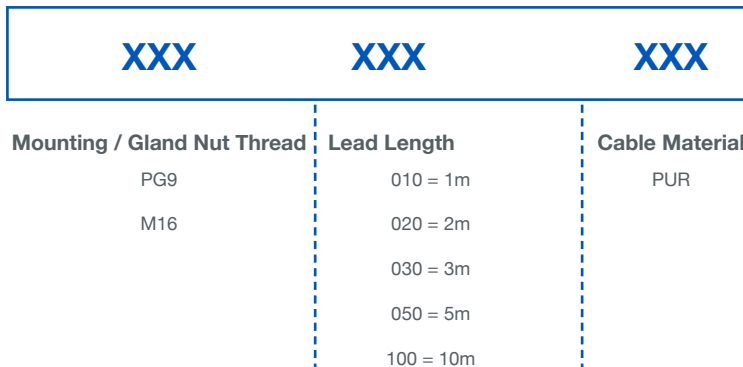 XXX XXX XXX
Mounting / Gland Nut Thread Lead Length Cable Material
PG9 010 = 1m PUR
M16 020 = 2m
030 = 3m
050 = 5m
100 = 10m